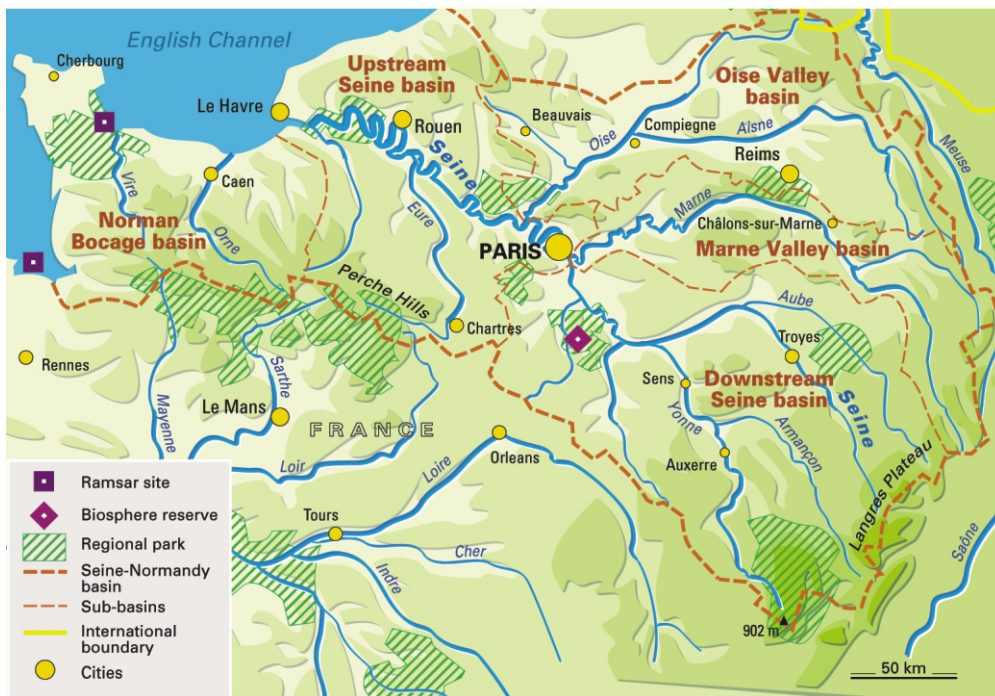 English Channel
Cherbourg
Le Havre
Upstream
Seine basin
Rouen
Beauvais
Oise Valley
basin
Compiegne
Oise
Aisne
Meuse
Reims
Seine
Caen
Vire
Orne
Eure
Norman
Bocage basin
Marne
Châlons-sur-Marne
Marne Valley basin
PARIS
Perche Hills
Chartres
Aube
Troyes
Rennes
Mayenne
Sarthe
Le Mans
Sens
Downstream
Seine basin
Seine
Yonne
Armançon
FRANCE
Loir
Loire
Orleans
Auxerre
Langres Plateau
Saône
Tours
Cher
Indre
902 m
50 km
Ramsar site
Biosphere reserve
Regional park
Seine-Normandy
basin
Sub-basins
International
boundary
Cities